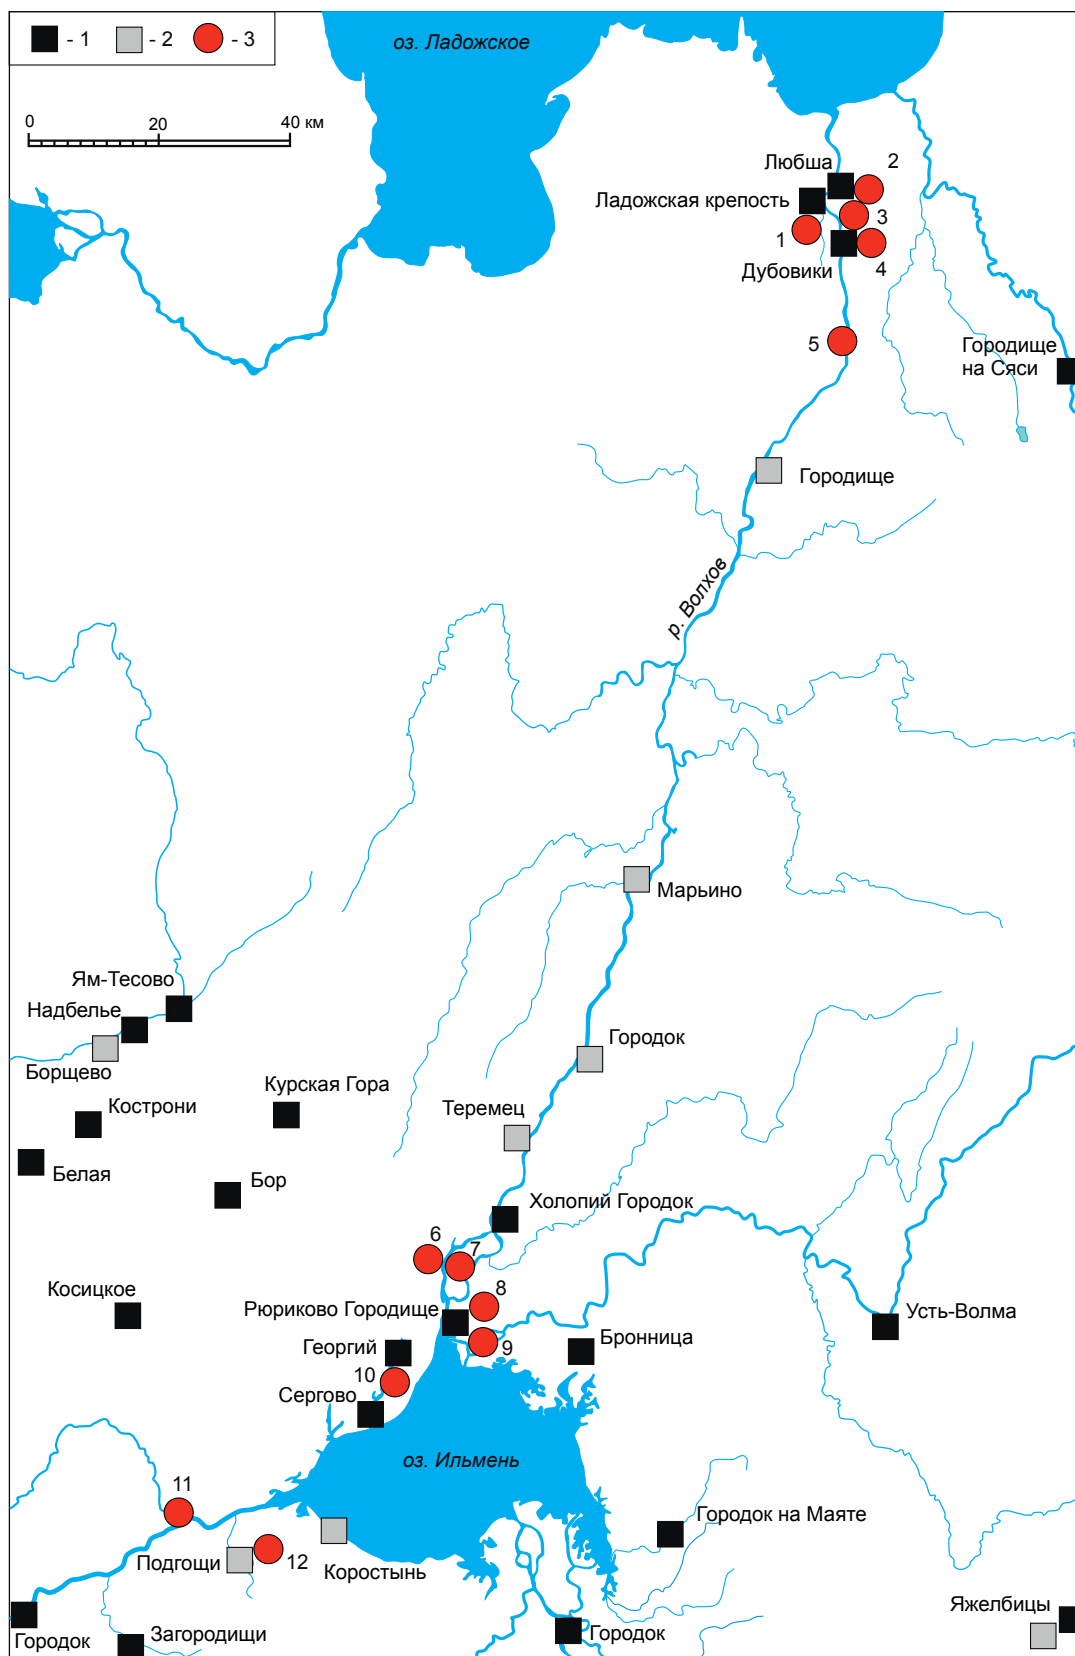 - 1
- 2
- 3
оз. Ладожское
0
20
40 км
Любша
2
Ладожская крепость
3
1
Дубовики
4
5
Городище
на Сяси
Городище
р. Волхов
Марьино
Ям-Тесово
Надбелье
Борщево
Городок
Курская Гора
Кострони
Теремец
Белая
Бор
Холопий Городок
6
7
Косицкое
8
Рюриково Городище
Усть-Волма
Георгий
9
Бронница
10
Сергово
оз. Ильмень
11
Городок на Маяте
Подгощи
12
Коростынь
Яжелбицы
Городок
Загородищи
Городок